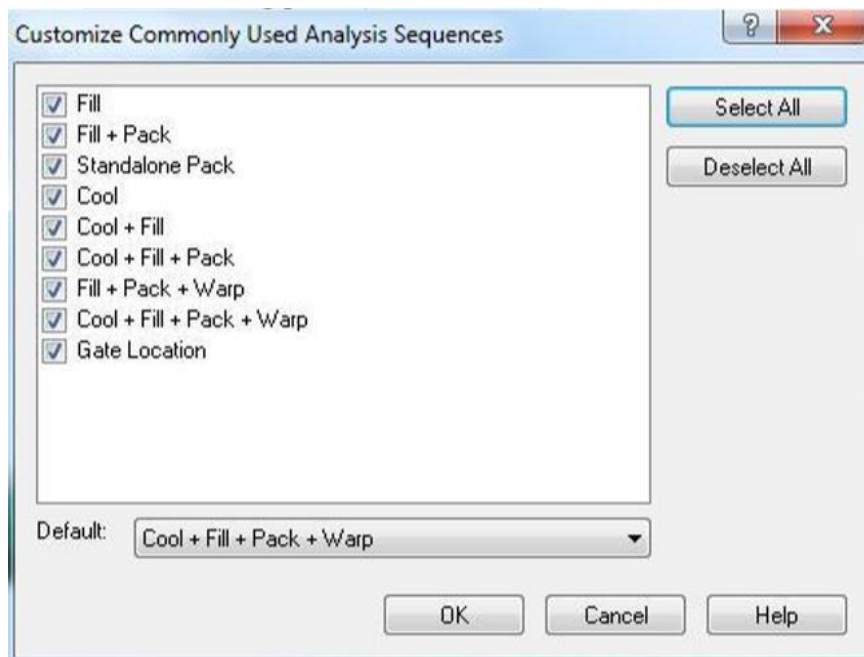 Customize Commonly Used Analysis Sequences
Fill
Fill + Pack
Standalone Pack
Cool
Cool + Fill
Cool + Fill + Pack
Fill + Pack + Warp
Cool + Fill + Pack + Warp
Gate Location
Select All
Deselect All
Default: Cool + Fill + Pack + Warp
OK Cancel Help